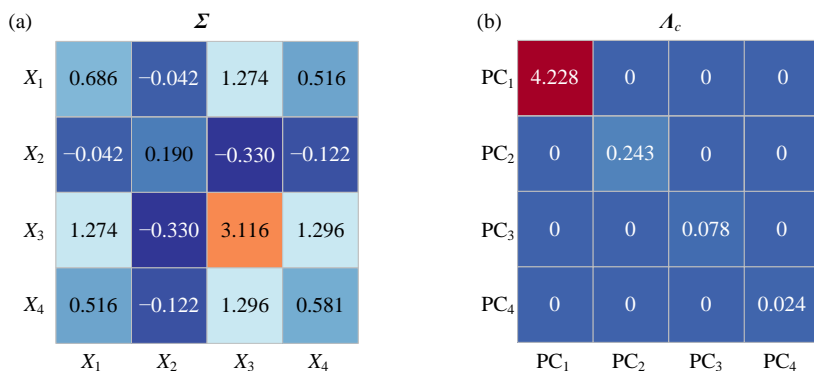 (a) Σ
X1 0.686 −0.042 1.274 0.516
X2 −0.042 0.190 −0.330 −0.122
X3 1.274 −0.330 3.116 1.296
X4 0.516 −0.122 1.296 0.581
X1 X2 X3 X4
(b) Λc
PC1 4.228 0 0 0
PC2 0 0.243 0 0
PC3 0 0 0.078 0
PC4 0 0 0 0.024
PC1 PC2 PC3 PC4